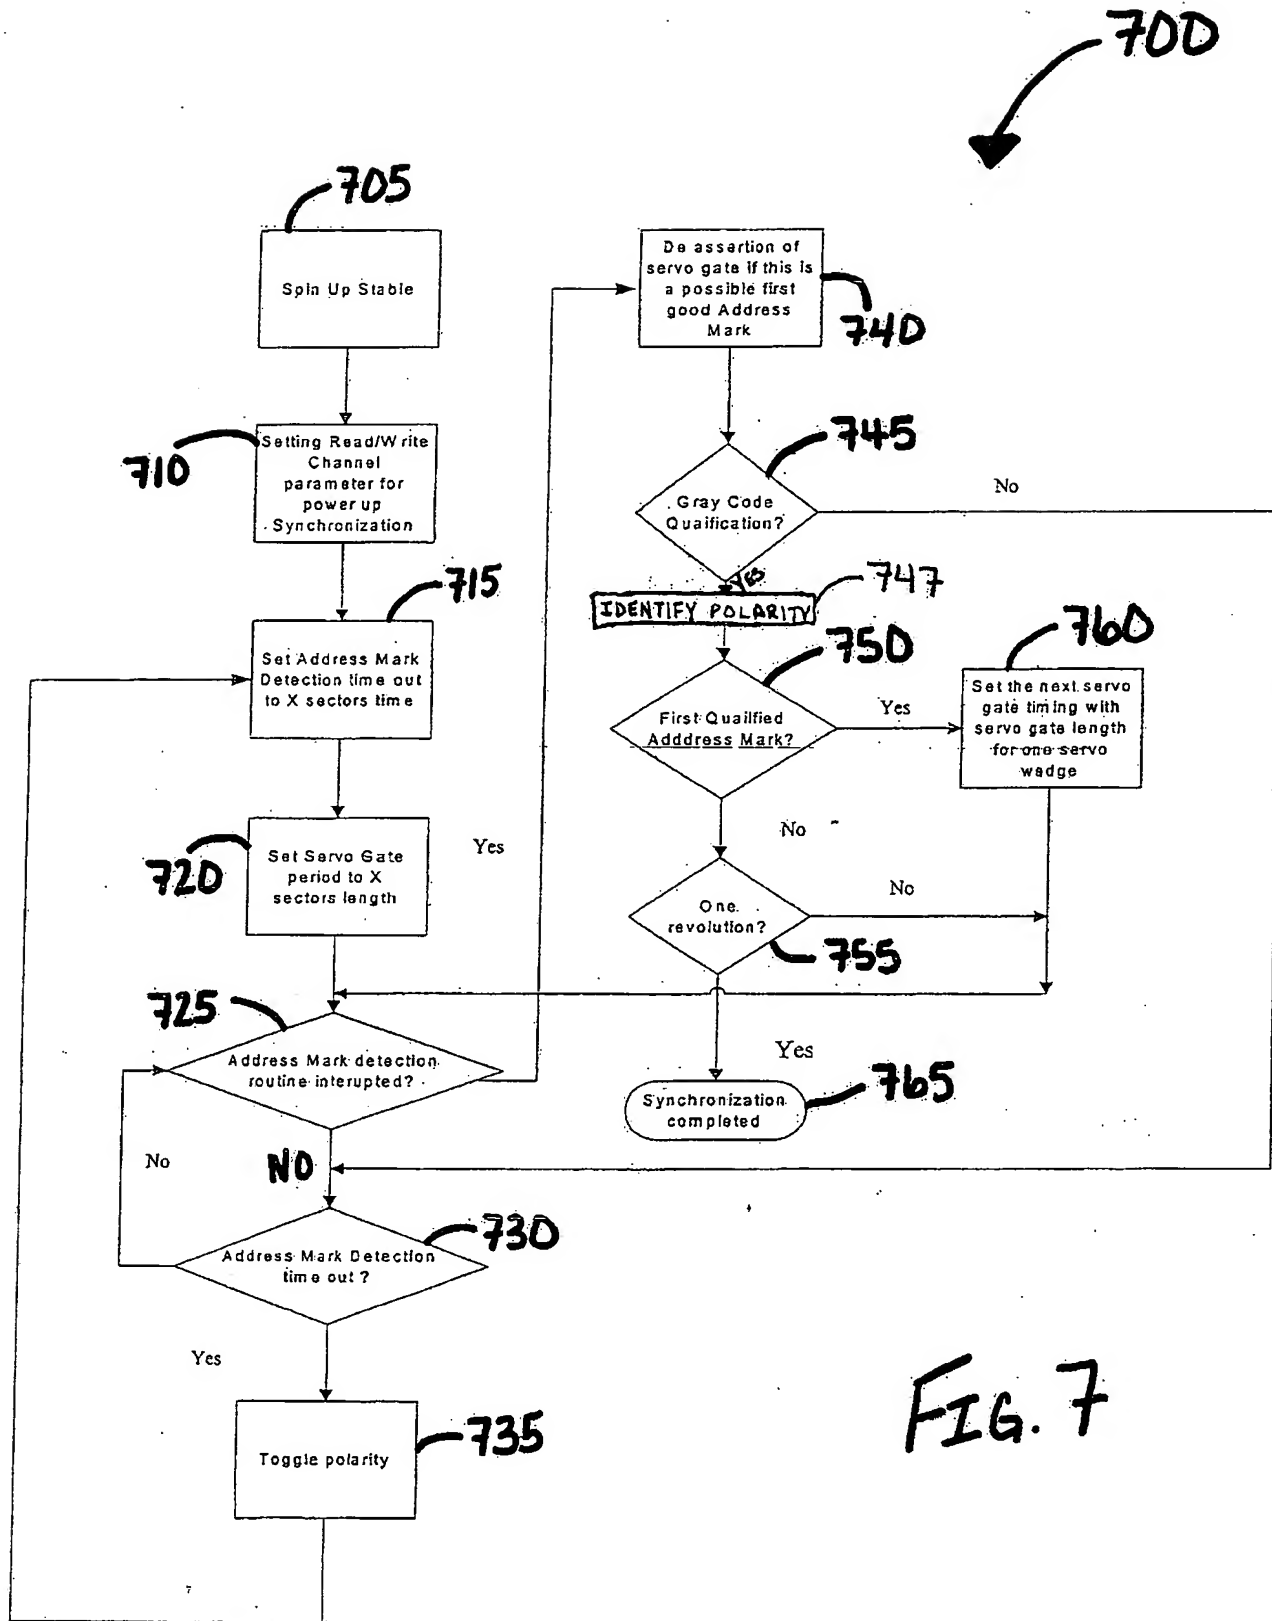 700
705
Spin Up Stable
710
Setting Read/Write
Channel
parameter for
power up
Synchronization
715
Set Address Mark
Detection time out
to X sectors time
720
Set Servo Gate
period to X
sectors length
Yes
725
Address Mark detection
routine interupted?
No
NO
730
Address Mark Detection
time out ?
Yes
735
Toggle polarity
De assertion of
servo gate if this is
a possible first
good Address
Mark
740
745
Gray Code
Quaification?
No
YES
IDENTIFY POLARITY
747
750
First Quailfied
Adddress Mark?
Yes
760
Set the next servo
gate timing with
servo gate length
for one servo
wedge
No
One
revolution?
No
755
Yes
Synchronization
completed
765
FIG. 7